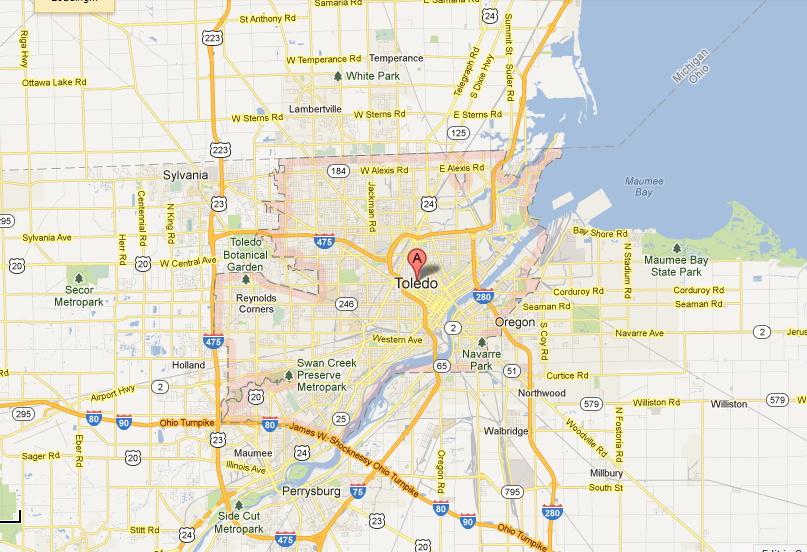 Samaria Rd
E Samaria Rd
24
St Anthony Rd
223
Riga Hwy
Summit St
Suder Rd
Telegraph Rd
S Dixie Hwy
W Temperance Rd
Temperance
White Park
Ottawa Lake Rd
Michigan
Ohio
Lambertville
W Sterns Rd
W Sterns Rd
E Sterns Rd
125
223
Sylvania
184
W Alexis Rd
E Alexis Rd
Maumee
Bay
Centennial Rd
N King Rd
23
Jackman Rd
24
295
Sylvania Ave
Herr Rd
475
Toledo
Botanical
Garden
Bay Shore Rd
N Stadium Rd
Maumee Bay
State Park
20
20
W Central Ave
A
Toledo
Secor
Metropark
Reynolds
Corners
246
280
Corduroy Rd
Corduroy Rd
Seaman Rd
Seaman Rd
Oregon
S Coy Rd
2
Navarre Ave
2
Jerus
475
Western Ave
Navarre
Park
Holland
Swan Creek
Preserve
Metropark
65
51
Curtice Rd
Rd
Airport Hwy
2
20
Northwood
579
Williston Rd
Williston
579
W
295
80
90
Ohio Turnpike
80
25
James W. Shocknessy Ohio Turnpike
Walbridge
Woodville Rd
N Fostoria Rd
Eber Rd
23
Maumee
24
Sager Rd
20
Illinois Ave
Oregon Rd
Millbury
South St
Perrysburg
75
795
Side Cut
Metropark
80
90
280
Stitt Rd
24
475
23
20
Ohio Turnpike